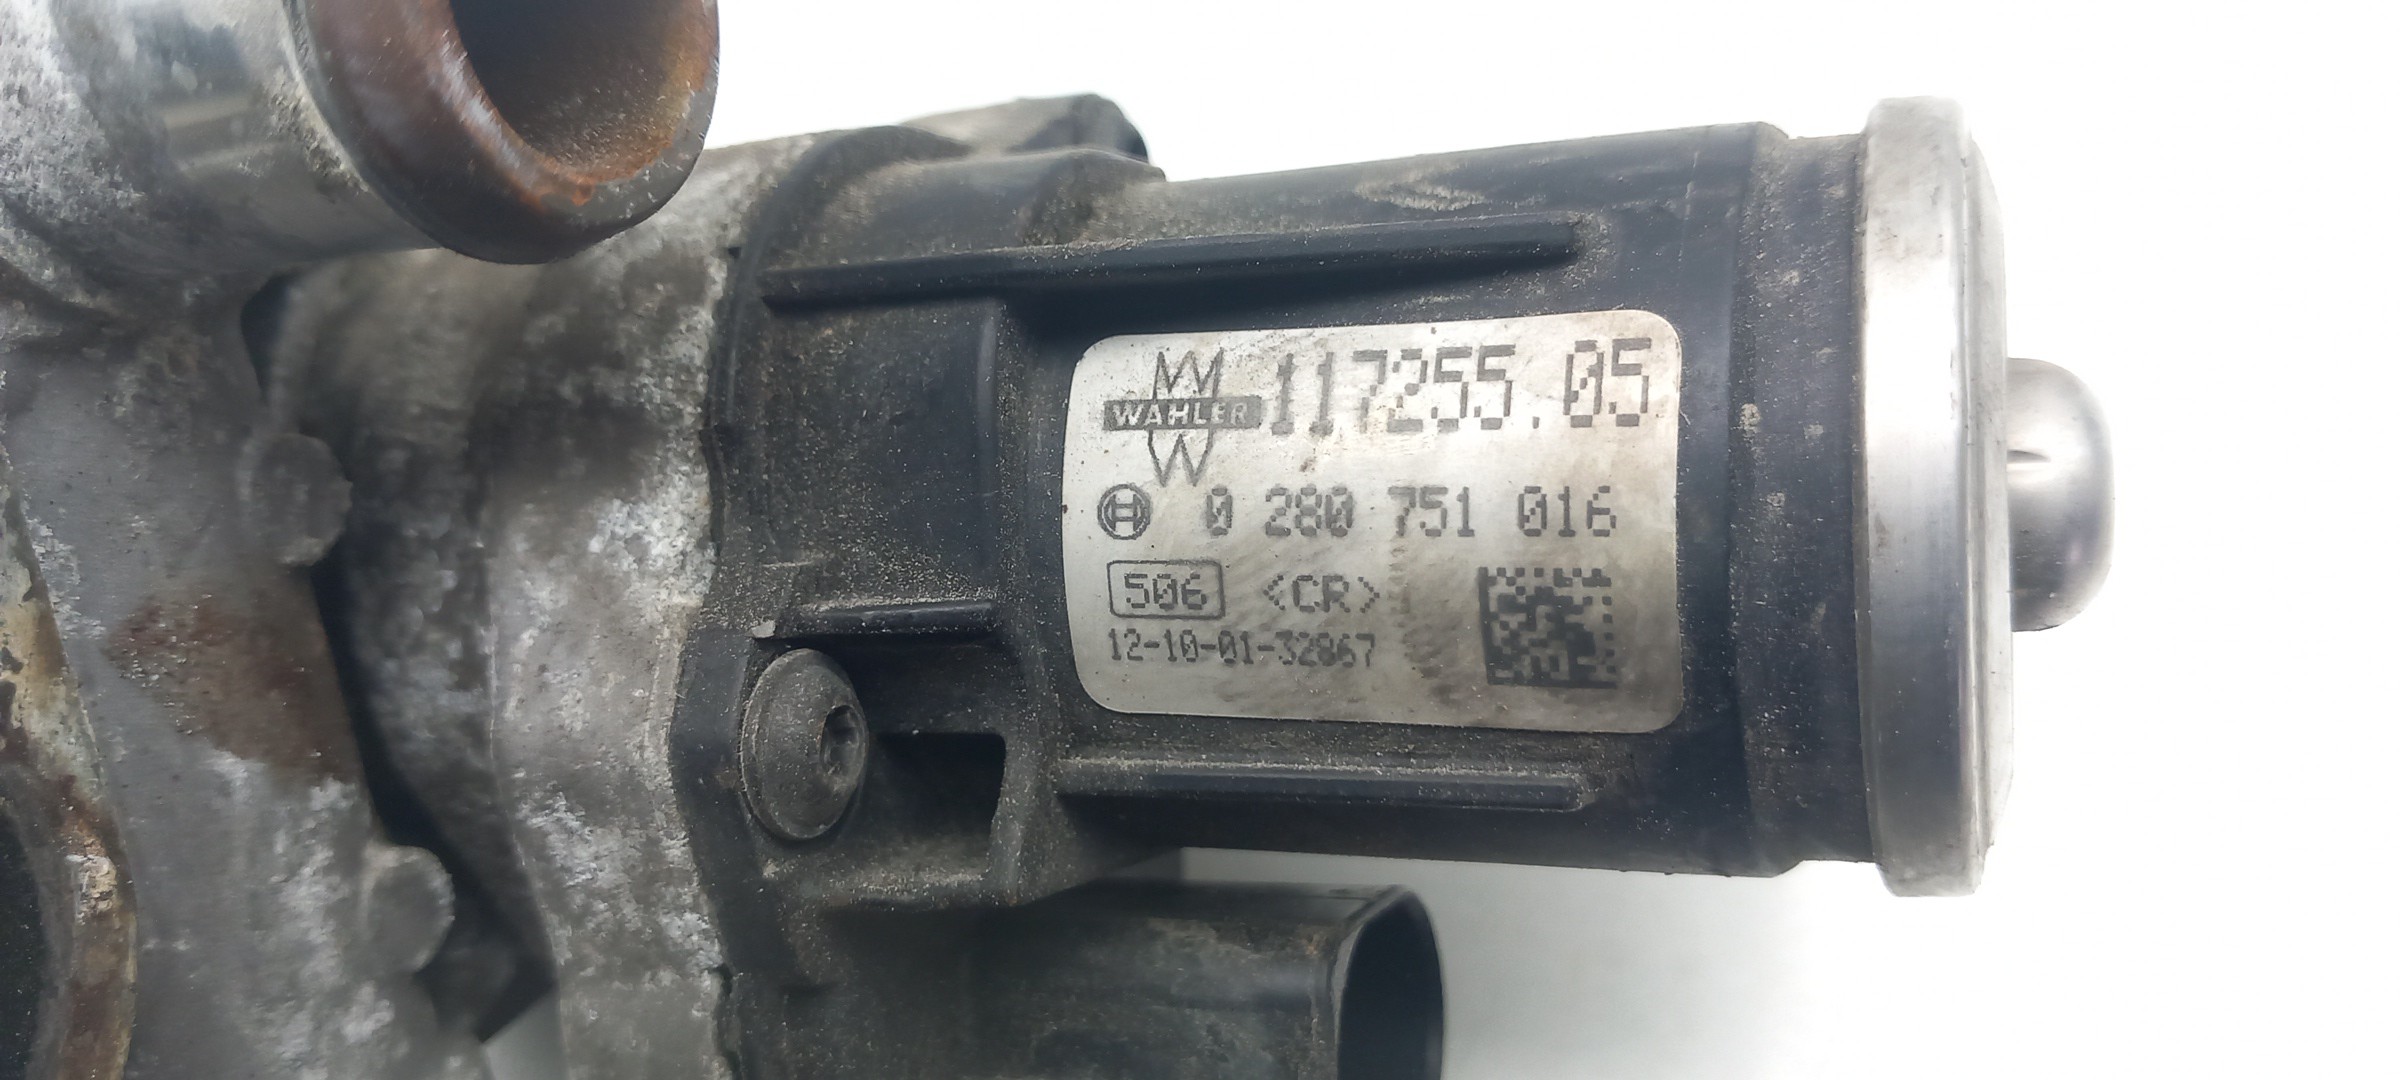 WAHLER 117255.05
0 280 751 016
506 <CR>
12-10-01-32867